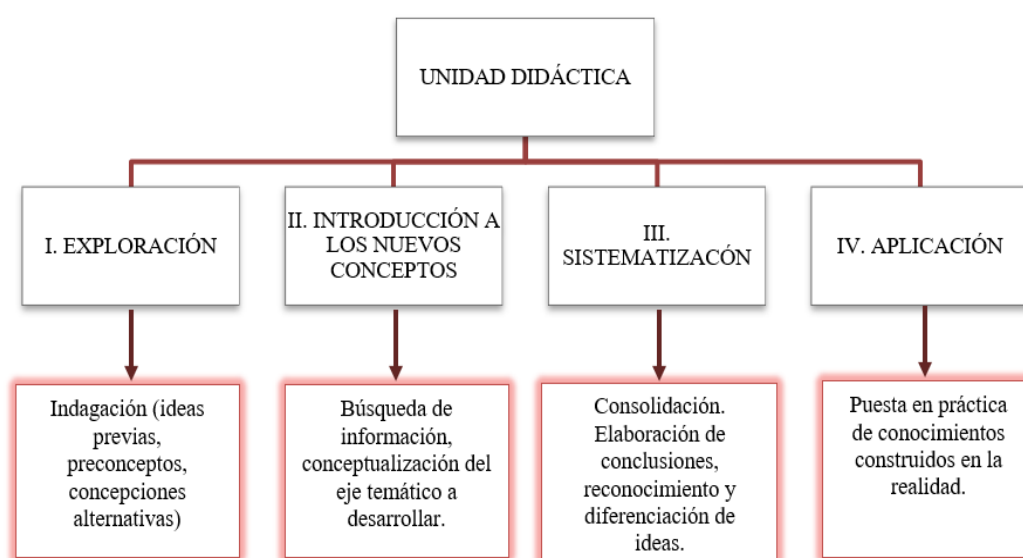 UNIDAD DIDÁCTICA
I. EXPLORACIÓN
II. INTRODUCCIÓN A
LOS NUEVOS
CONCEPTOS
III.
SISTEMATIZACÓN
IV. APLICACIÓN
Indagación (ideas
previas,
preconceptos,
concepciones
alternativas)
Búsqueda de
información,
conceptualización del
eje temático a
desarrollar.
Consolidación.
Elaboración de
conclusiones,
reconocimiento y
diferenciación de
ideas.
Puesta en práctica
de conocimientos
construidos en la
realidad.